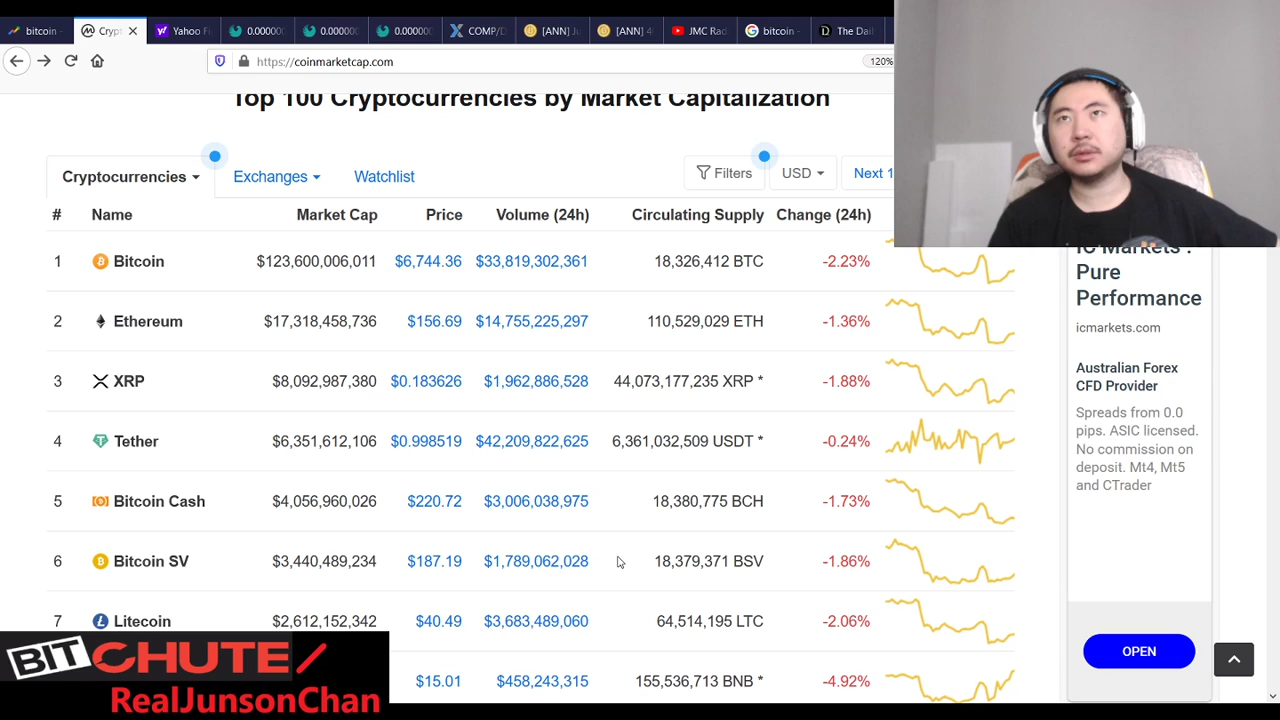 bitcoin
Crypt
Yahoo F
0.000000
0.000000
0.000000
COMP/
[ANN]
[ANN] 4
JMC Rad
bitcoin -
The Dail
https://coinmarketcap.com
120%
Top 100 Cryptocurrencies by Market Capitalization
Cryptocurrencies Exchanges Watchlist Filters USD Next 1
# Name Market Cap Price Volume (24h) Circulating Supply Change (24h)
1 Bitcoin $123,600,006,011 $6,744.36 $33,819,302,361 18,326,412 BTC -2.23%
2 Ethereum $17,318,458,736 $156.69 $14,755,225,297 110,529,029 ETH -1.36%
3 XRP $8,092,987,380 $0.183626 $1,962,886,528 44,073,177,235 XRP * -1.88%
4 Tether $6,351,612,106 $0.998519 $42,209,822,625 6,361,032,509 USDT * -0.24%
5 Bitcoin Cash $4,056,960,026 $220.72 $3,006,038,975 18,380,775 BCH -1.73%
6 Bitcoin SV $3,440,489,234 $187.19 $1,789,062,028 18,379,371 BSV -1.86%
7 Litecoin $2,612,152,342 $40.49 $3,683,489,060 64,514,195 LTC -2.06%
$15.01 $458,243,315 155,536,713 BNB * -4.92%
IC Markets :
Pure
Performance
icmarkets.com
Australian Forex
CFD Provider
Spreads from 0.0
pips. ASIC licensed.
No commission on
deposit. Mt4, Mt5
and CTrader
OPEN
BITCHUTE
RealJunsonChan